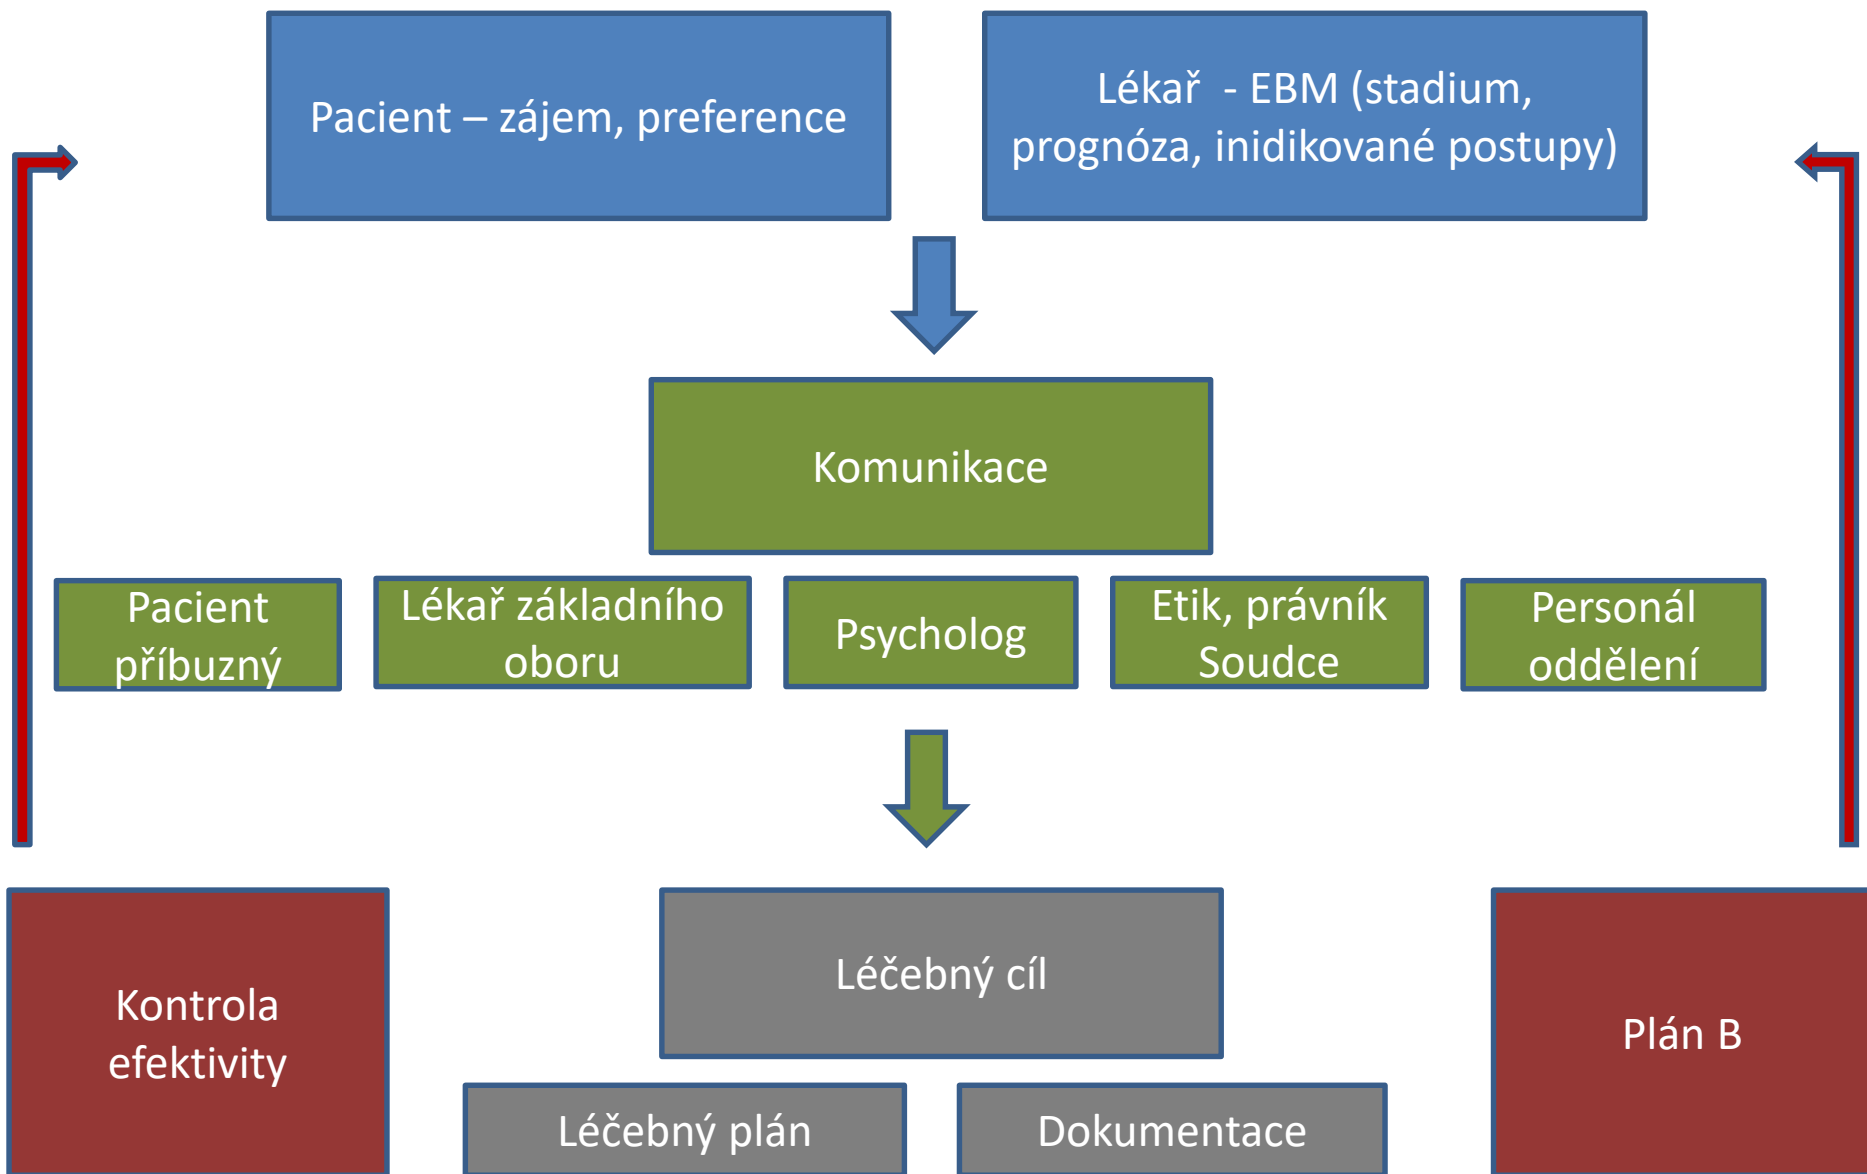 Pacient – zájem, preference
Lékař  - EBM (stadium,
prognóza, inidikované postupy)
Komunikace
Pacient
příbuzný
Lékař základního
oboru
Psycholog
Etik, právník
Soudce
Personál
oddělení
Kontrola
efektivity
Léčebný cíl
Plán B
Léčebný plán
Dokumentace